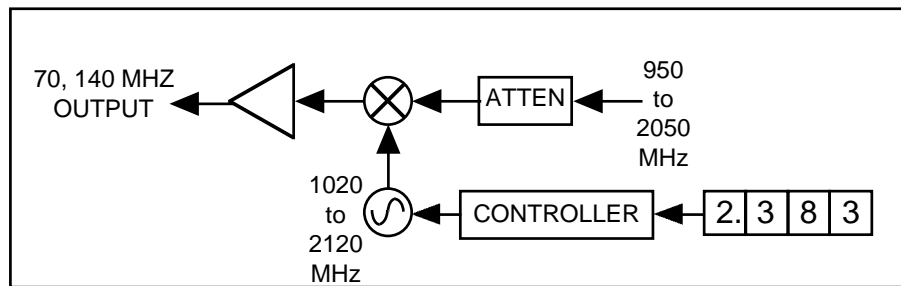 70, 140 MHZ
OUTPUT
ATTEN
950
to
2050
MHz
1020
to
2120
MHz
CONTROLLER
2. 3 8 3